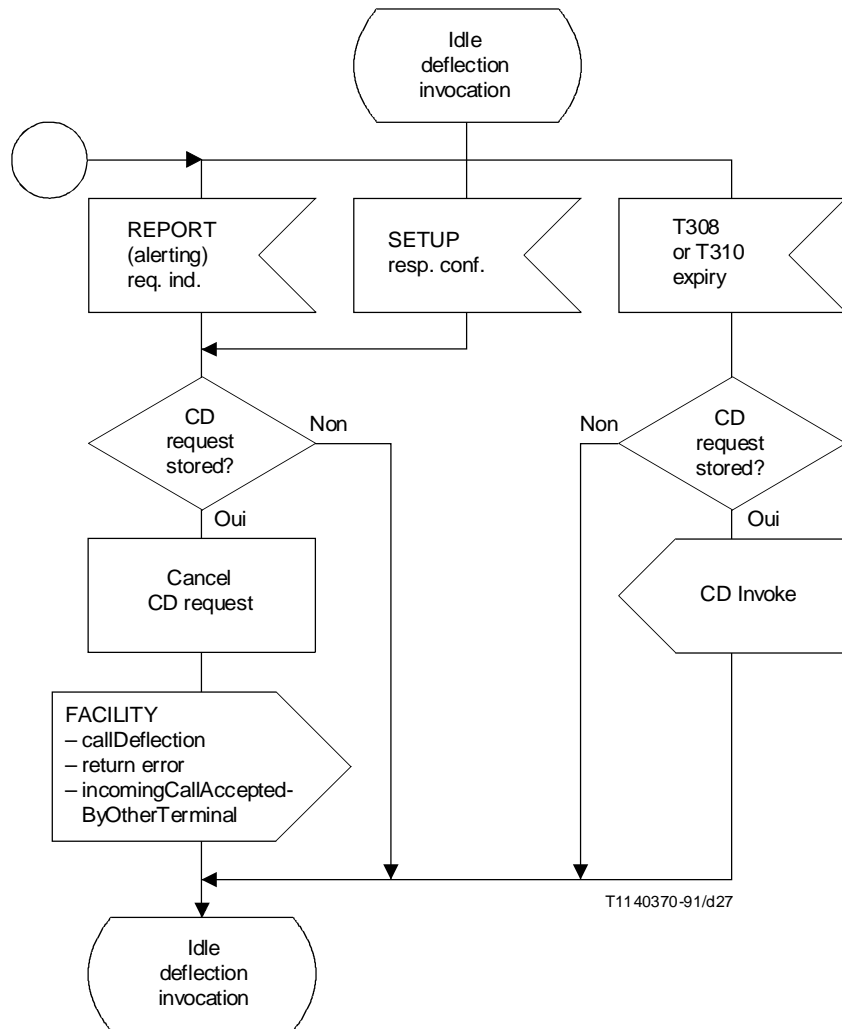 Idle
deflection
invocation
REPORT
(alerting)
req. ind.
SETUP
resp. conf.
T308
or T310
expiry
CD
request
stored?
Non
Oui
Non
CD
request
stored?
Oui
Cancel
CD request
CD Invoke
FACILITY
– callDeflection
– return error
– incomingCallAccepted-
ByOtherTerminal
T1140370-91/d27
Idle
deflection
invocation